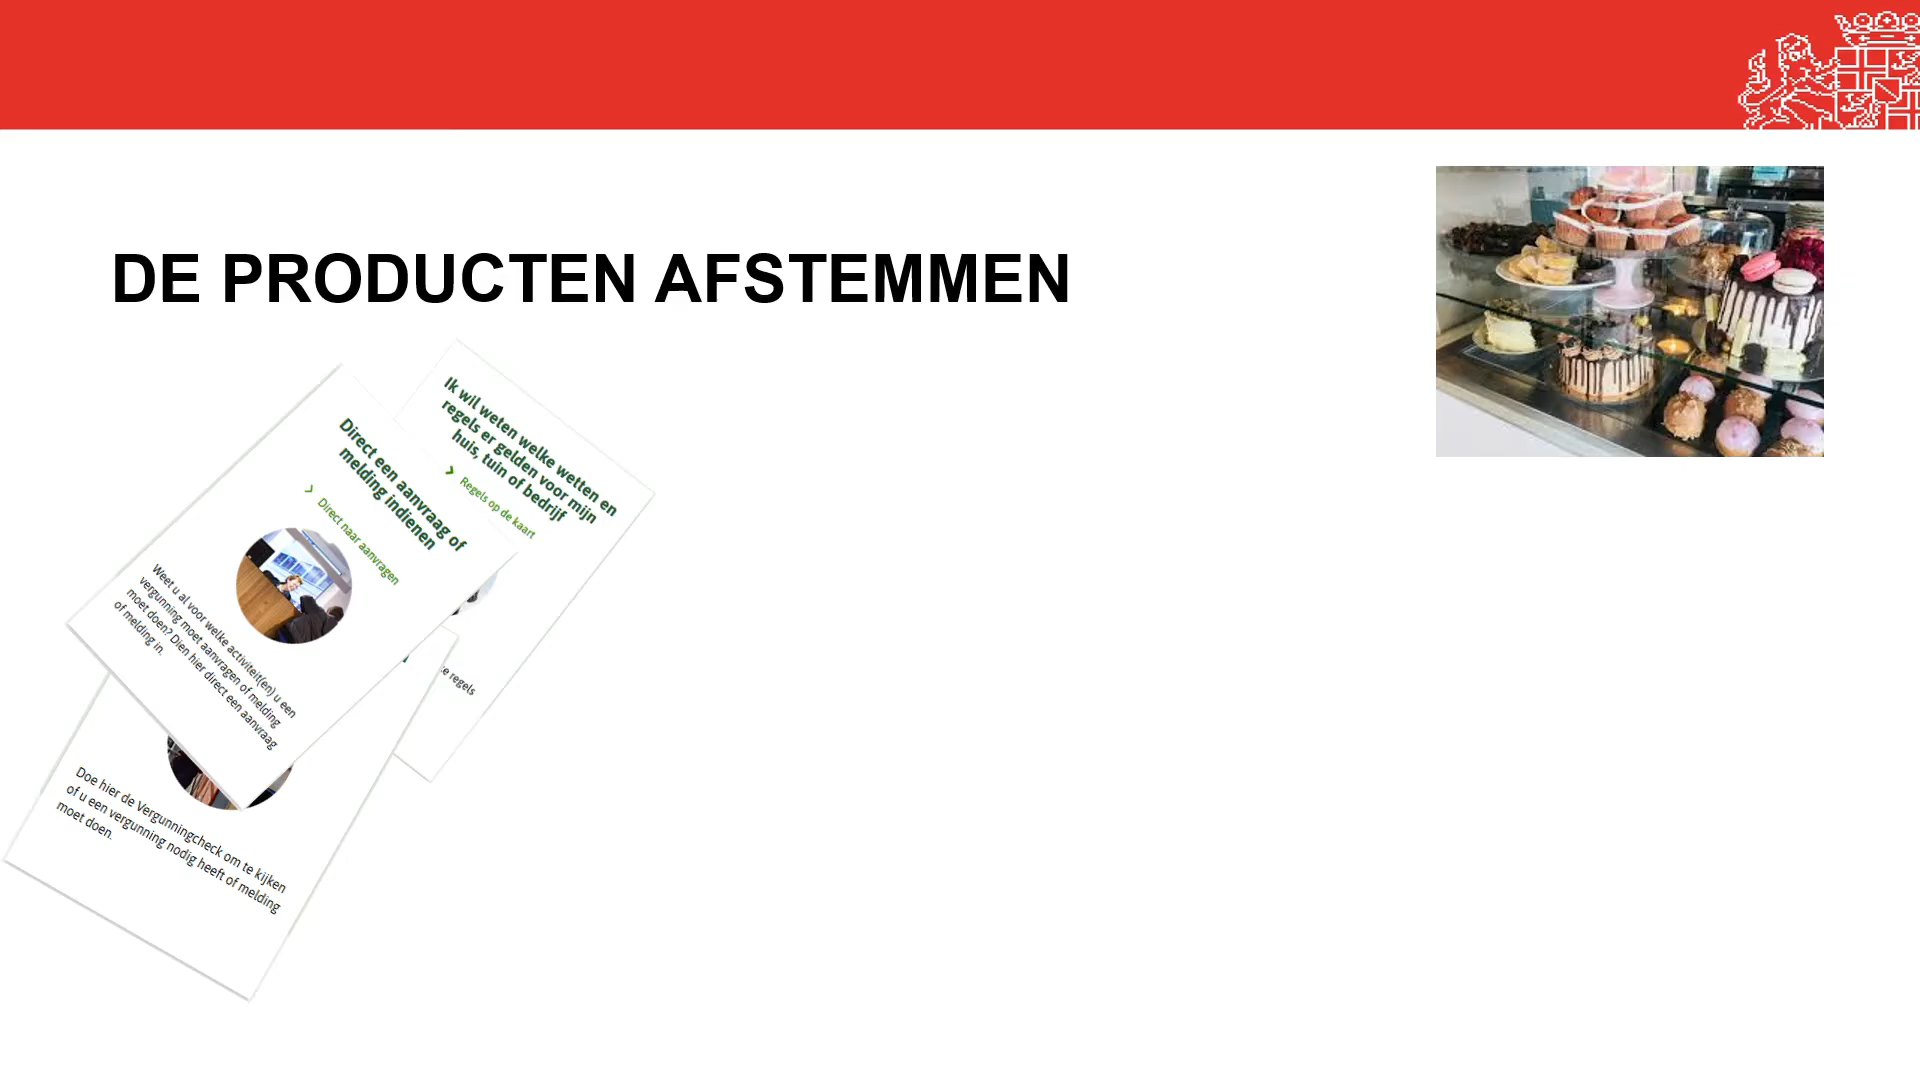 DE PRODUCTEN AFSTEMMEN
Ik wil weten welke wetten en
regels er gelden voor mijn
huis, tuin of bedrijf
Regels op de kaart
regels
Direct een aanvraag of
melding indienen
Direct naar aanvragen
Weet u al voor welke activiteit(en) u een
vergunning moet aanvragen of melding
moet doen? Dien hier direct een aanvraag
of melding in.
Doe hier de Vergunningcheck om te kijken
of u een vergunning nodig heeft of melding
moet doen.